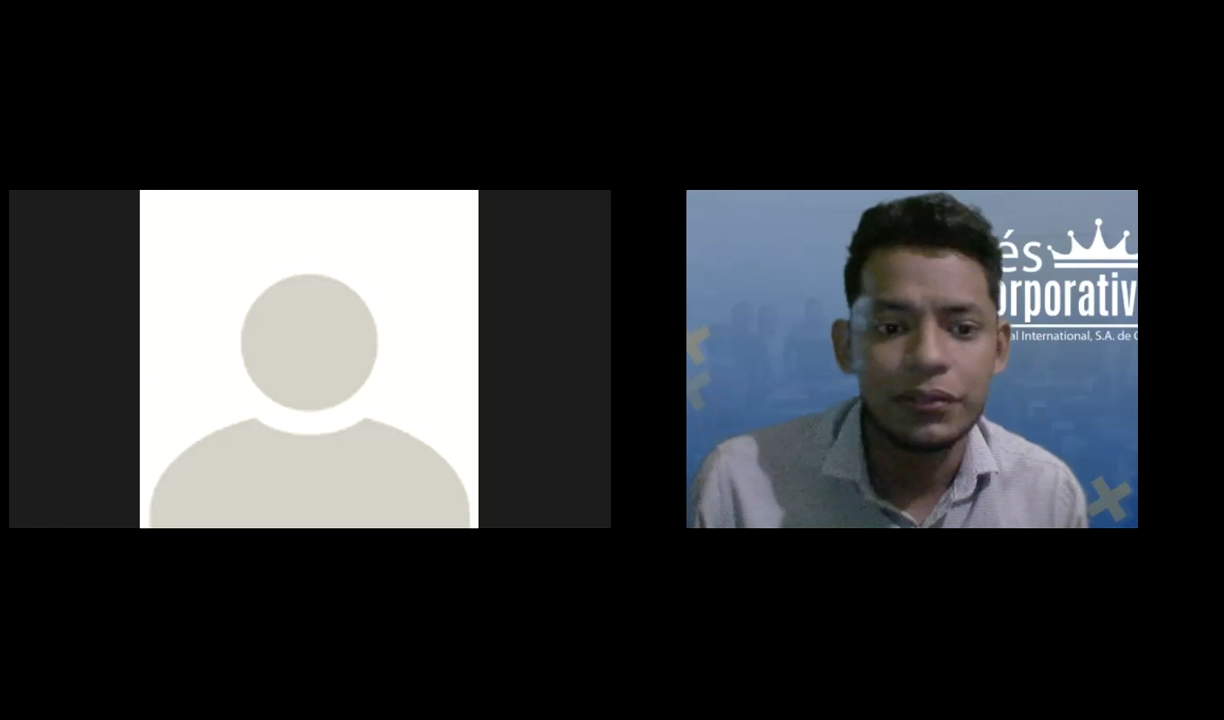 és
orporativ
al International, S.A. de C